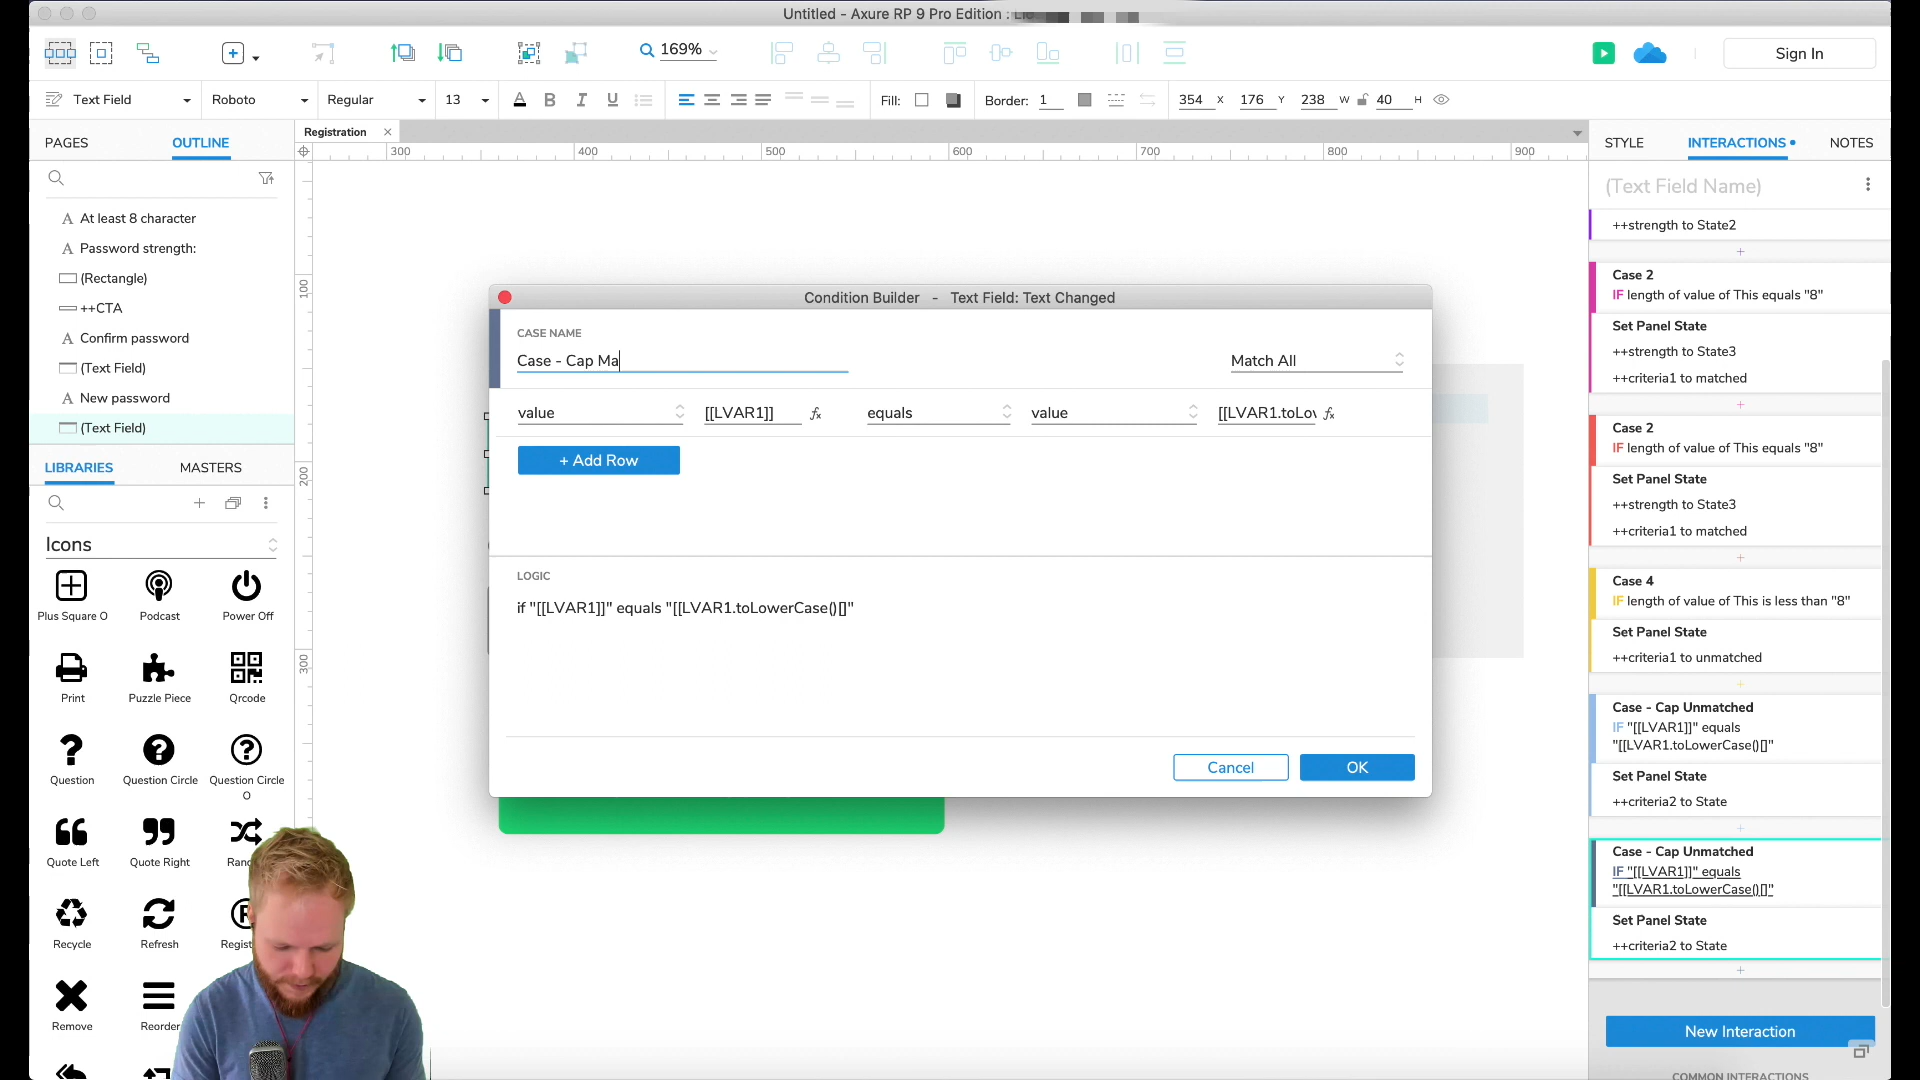 Untitled - Axure RP 9 Pro Edition :
169%
Sign In
Text Field
Roboto
Regular
13
Fill:
Border: 1
354 X 176 Y 238 W 40 H
PAGES
OUTLINE
Registration
STYLE
INTERACTIONS
NOTES
300
400
500
600
700
800
900
100
200
300
At least 8 character
Password strength:
(Rectangle)
++CTA
Confirm password
(Text Field)
New password
(Text Field)
LIBRARIES
MASTERS
Icons
Plus Square O
Podcast
Power Off
Print
Puzzle Piece
Qrcode
Question
Question Circle
Question Circle O
Quote Left
Quote Right
Recycle
Refresh
Remove
Reorder
Condition Builder - Text Field: Text Changed
CASE NAME
Case - Cap Ma
Match All
value
[[LVAR1]]
fx
equals
value
[[LVAR1.toLov
fx
+ Add Row
LOGIC
if "[[LVAR1]]" equals "[[LVAR1.toLowerCase()[]"
Cancel
OK
(Text Field Name)
++strength to State2
Case 2
IF length of value of This equals "8"
Set Panel State
++strength to State3
++criteria1 to matched
Case 2
IF length of value of This equals "8"
Set Panel State
++strength to State3
++criteria1 to matched
Case 4
IF length of value of This is less than "8"
Set Panel State
++criteria1 to unmatched
Case - Cap Unmatched
IF "[[LVAR1]]" equals
"[[LVAR1.toLowerCase()[]"
Set Panel State
++criteria2 to State
Case - Cap Unmatched
IF "[[LVAR1]]" equals
"[[LVAR1.toLowerCase()[]"
Set Panel State
++criteria2 to State
New Interaction
COMMON INTERACTIONS